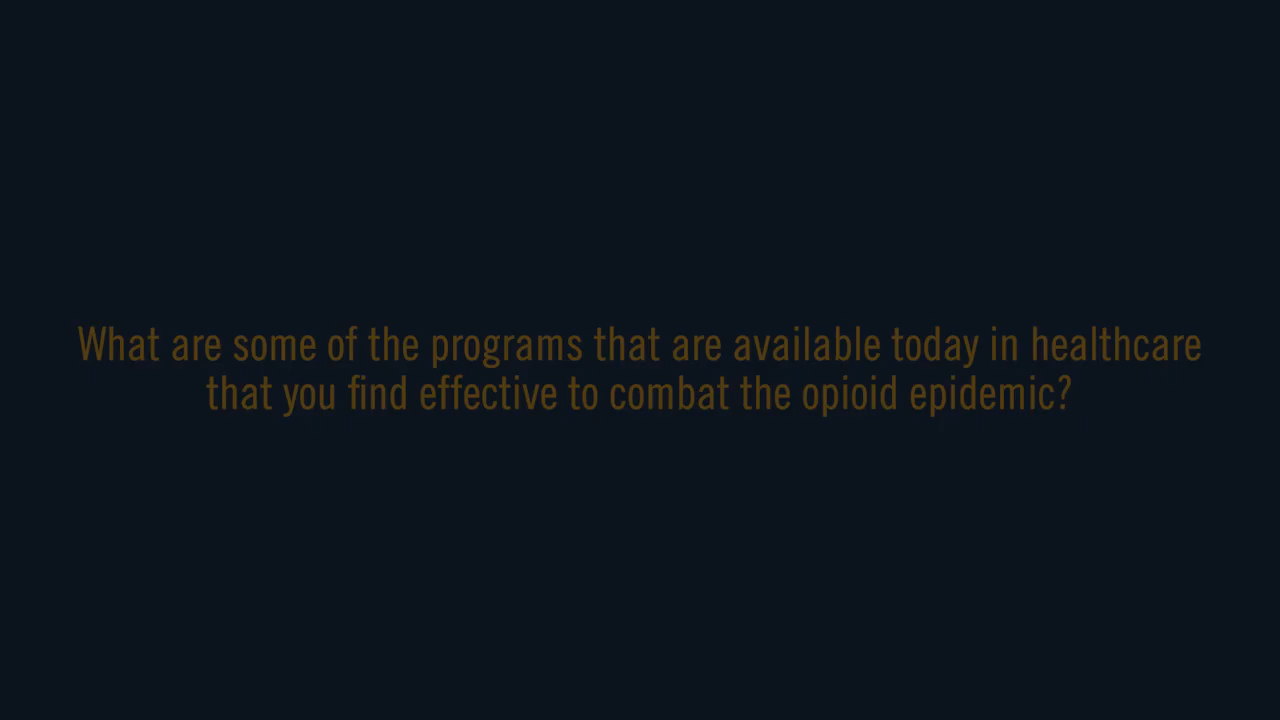 What are some of the programs that are available today in healthcare
that you find effective to combat the opioid epidemic?